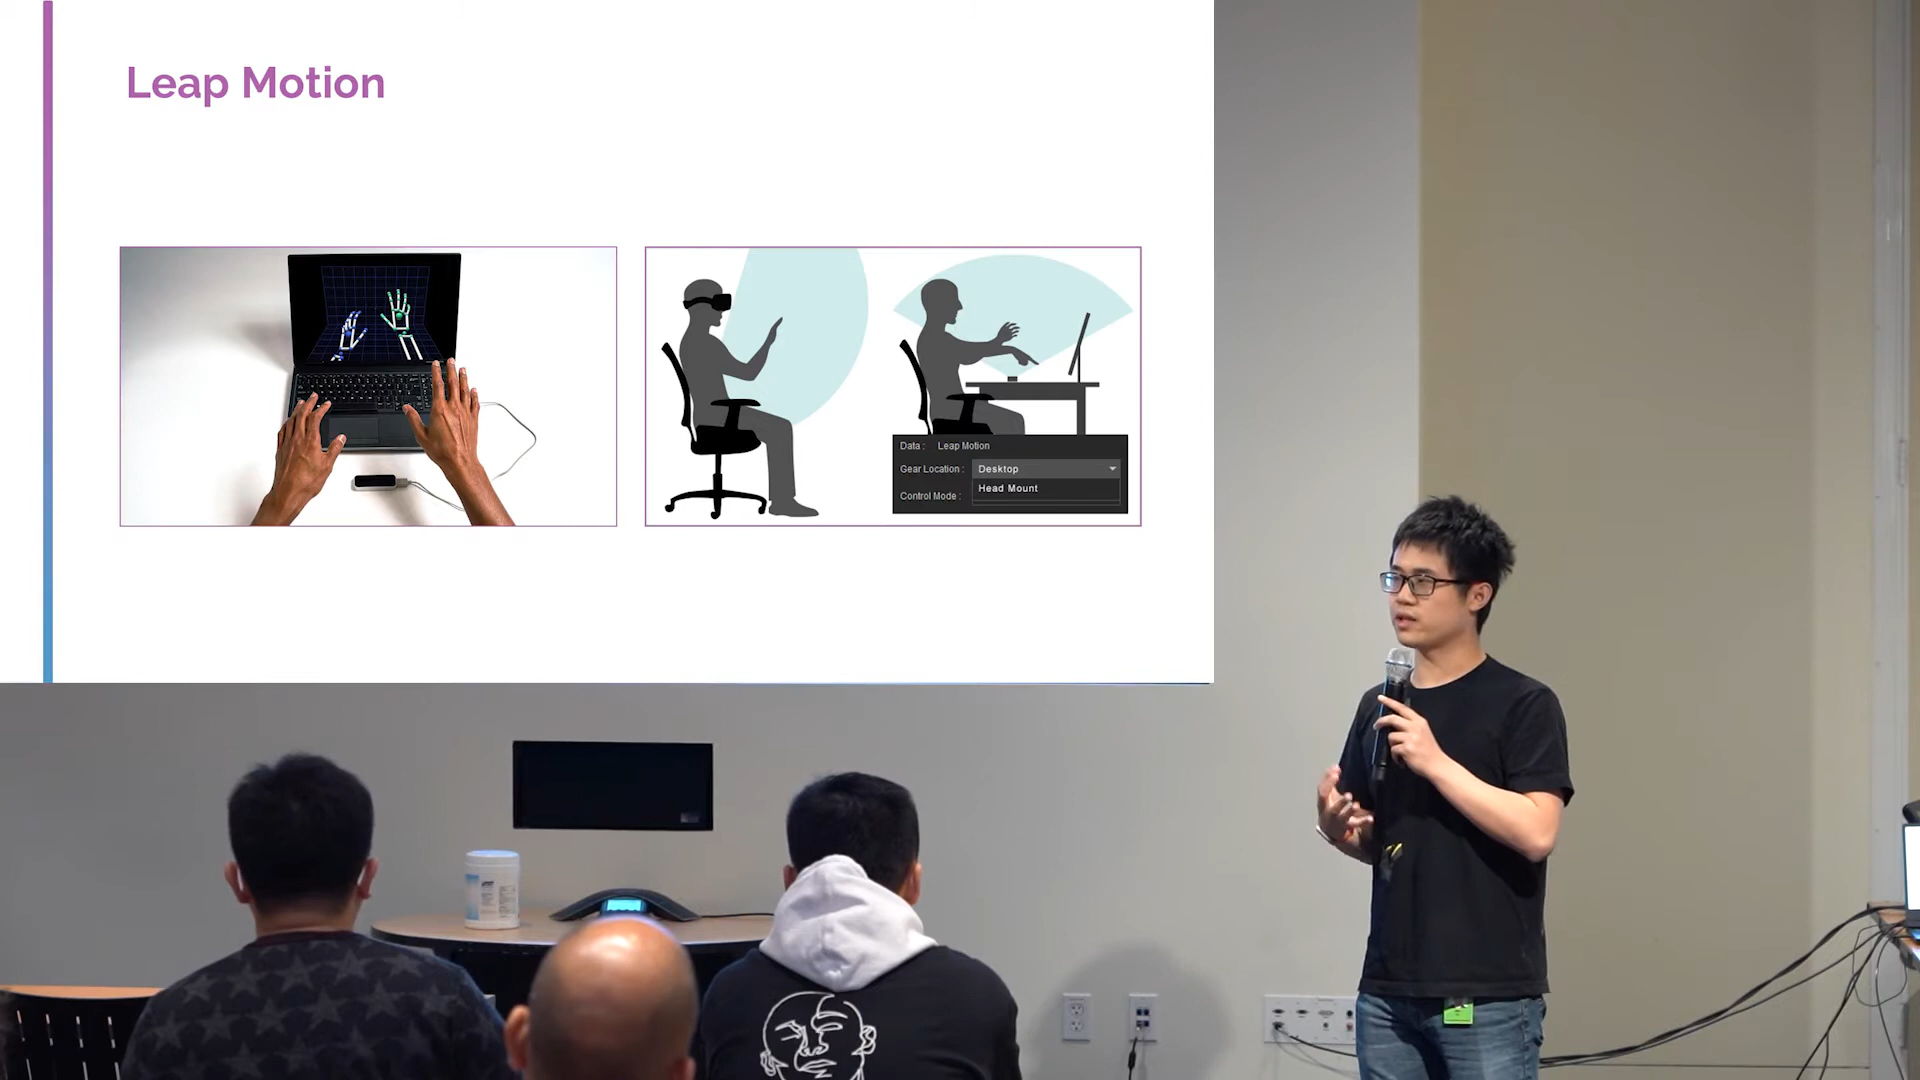 Leap Motion
Data : Leap Motion
Gear Location : Desktop
Head Mount
Control Mode :